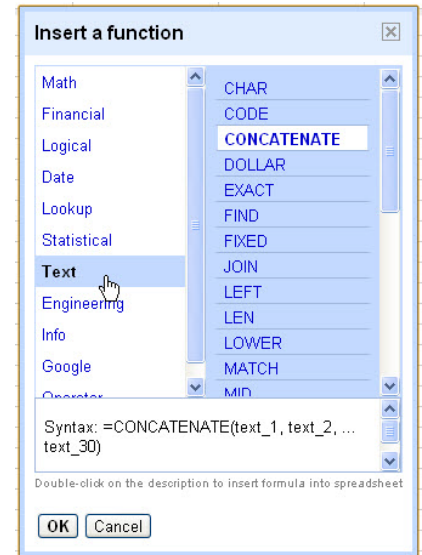 Insert a function
Math
Financial
Logical
Date
Lookup
Statistical
Text
Engineering
Info
Google
Operator
CHAR
CODE
CONCATENATE
DOLLAR
EXACT
FIND
FIXED
JOIN
LEFT
LEN
LOWER
MATCH
MID
Syntax: =CONCATENATE(text_1, text_2, ...
text_30)
Double-click on the description to insert formula into spreadsheet
OK Cancel